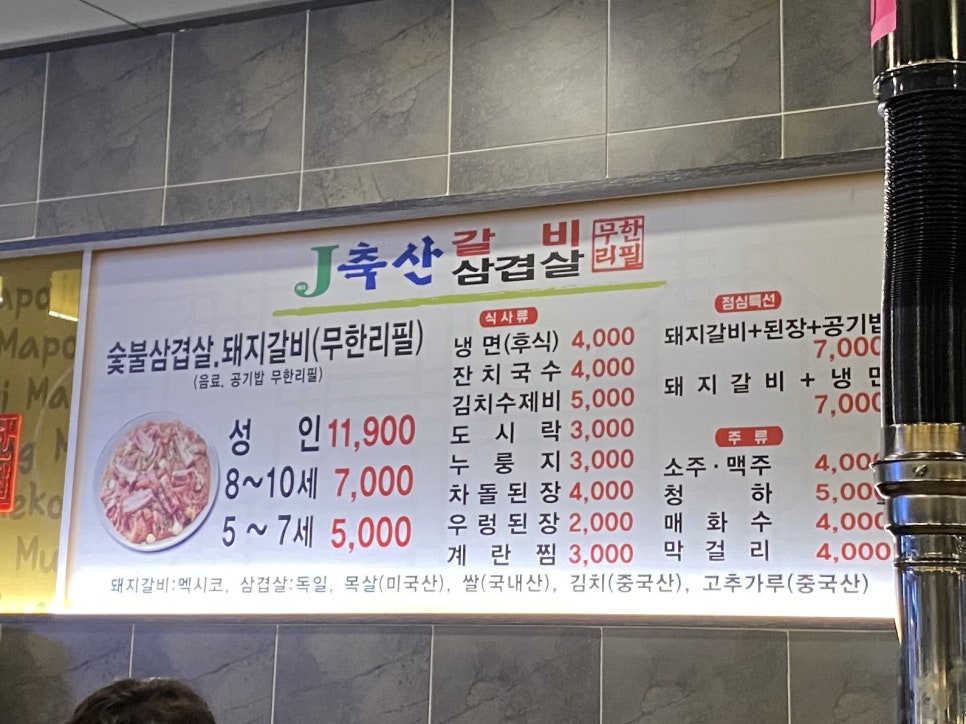 J축산 갈비 삼겹살 무한리필
숯불삼겹살.돼지갈비(무한리필)
(음료, 공기밥 무한리필)
성 인 11,900
8~10세 7,000
5~7세 5,000
식사류
냉면(후식) 4,000
잔치국수 4,000
김치수제비 5,000
도시락 3,000
누룽지 3,000
차돌된장 4,000
우렁된장 2,000
계란찜 3,000
점심특선
돼지갈비+된장+공기밥
7,000
돼지갈비+냉면
7,000
주류
소주·맥주 4,000
청하 5,000
매화수 4,000
막걸리 4,000
돼지갈비:멕시코, 삼겹살:독일, 목살(미국산), 쌀(국내산), 김치(중국산), 고추가루(중국산)
Mapo